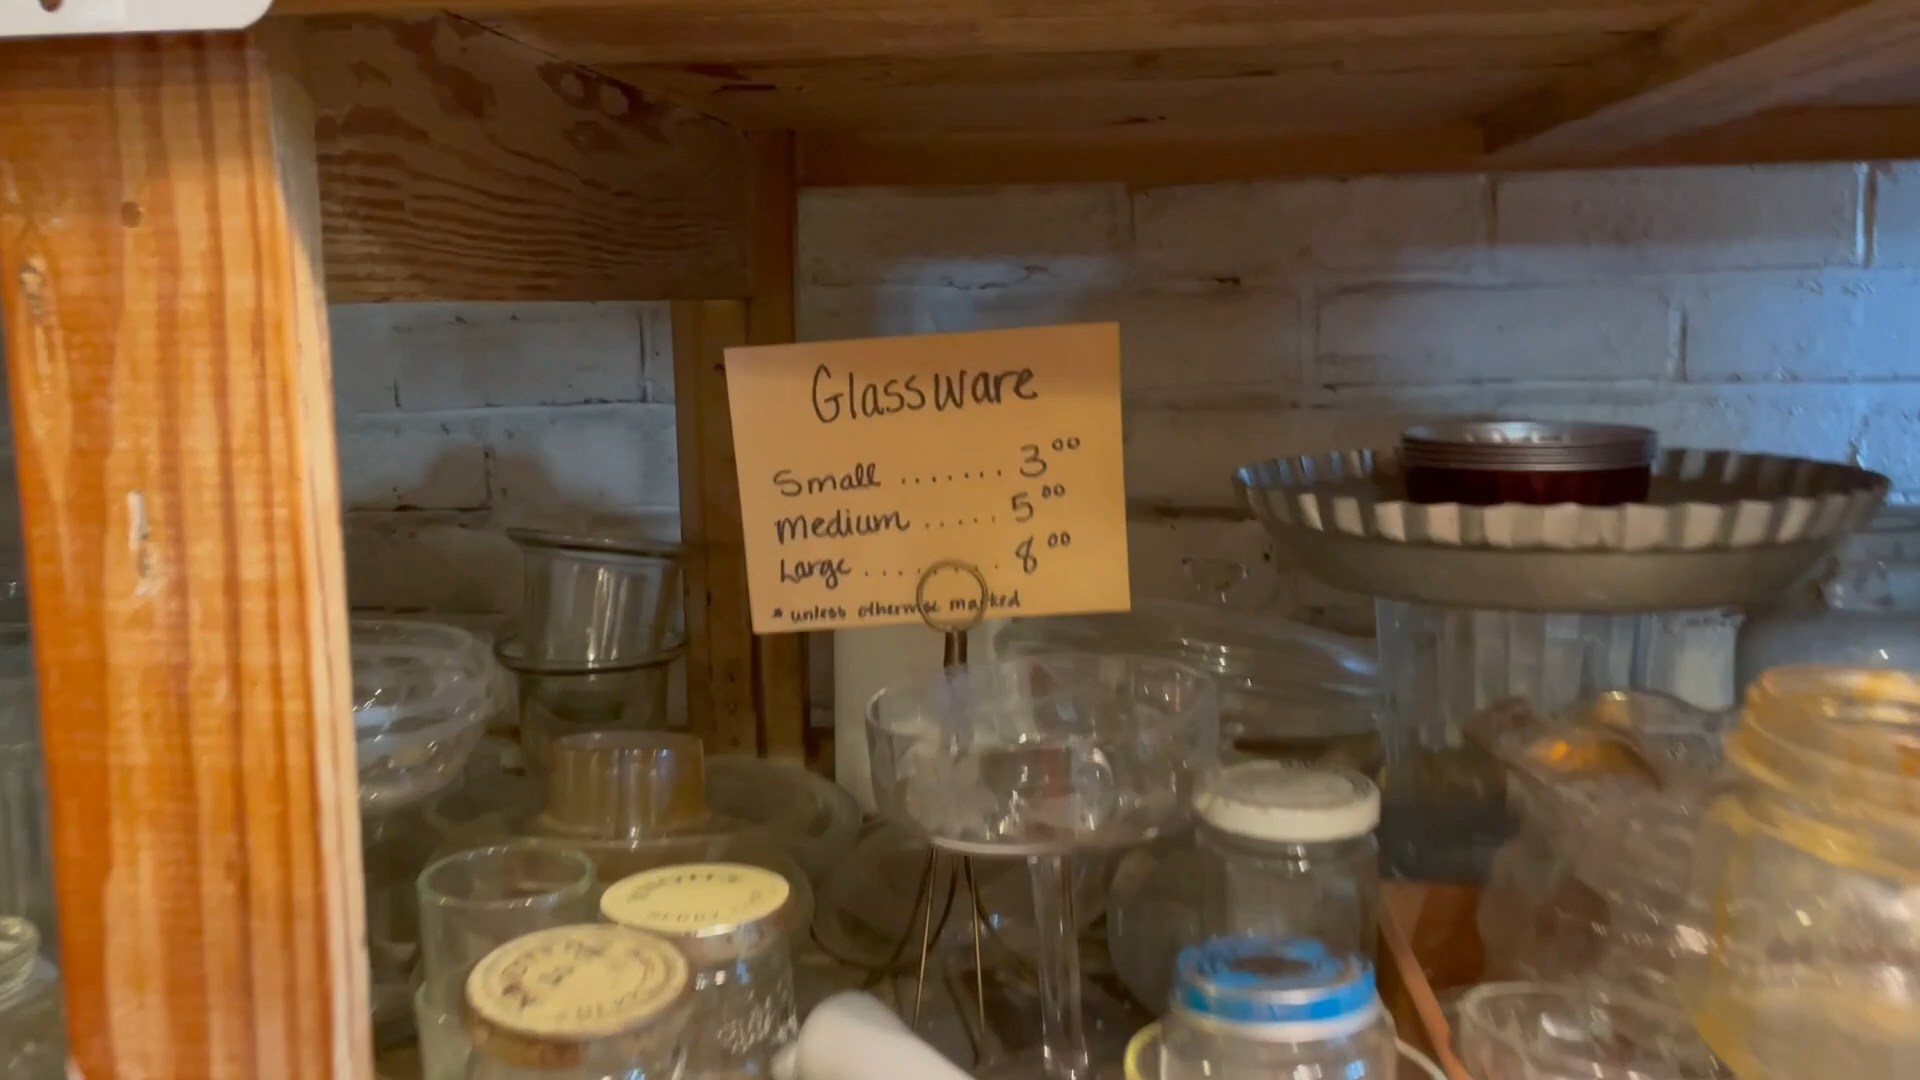 Glassware
Small ....... 3⁰⁰
Medium ..... 5⁰⁰
Large ........ 8⁰⁰
* unless otherwise marked